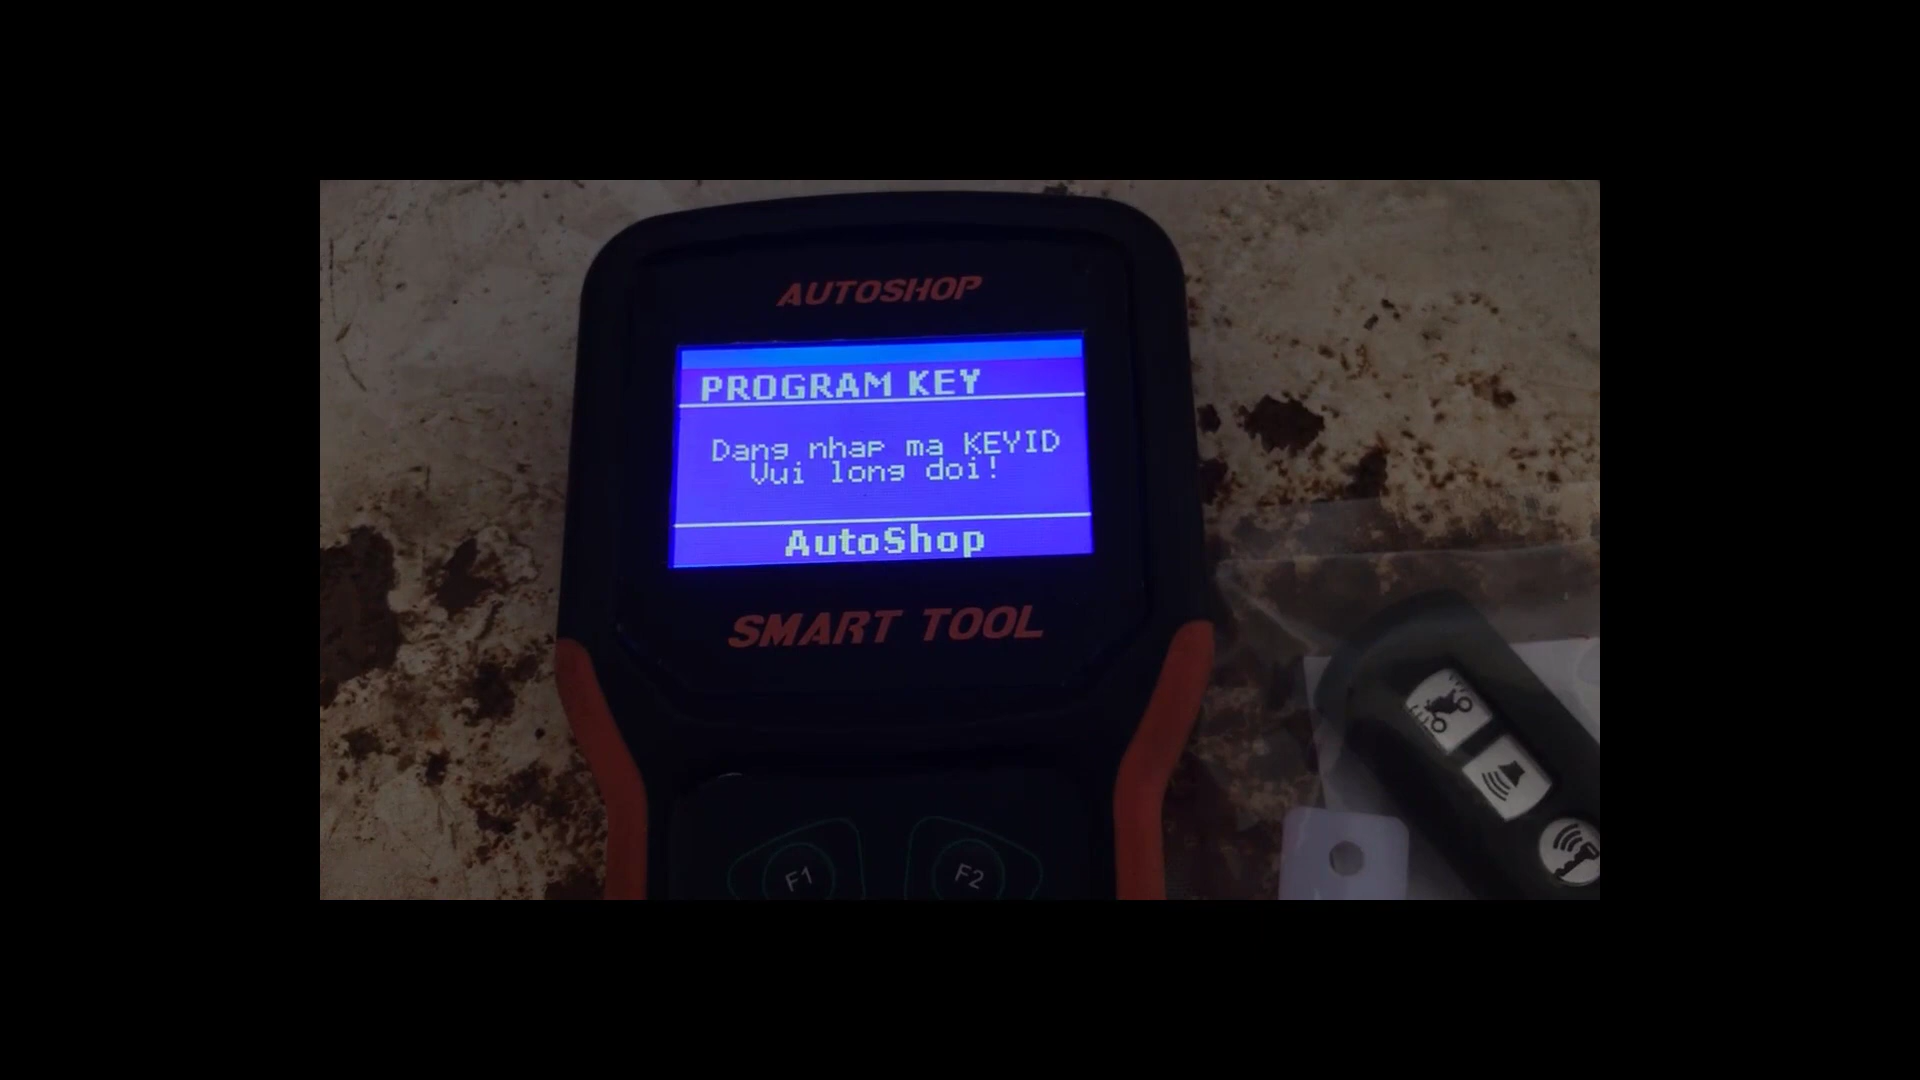 AUTOSHOP
PROGRAM KEY
Dang nhap ma KEYID
Vui long doi!
AutoShop
SMART TOOL
F1 F2